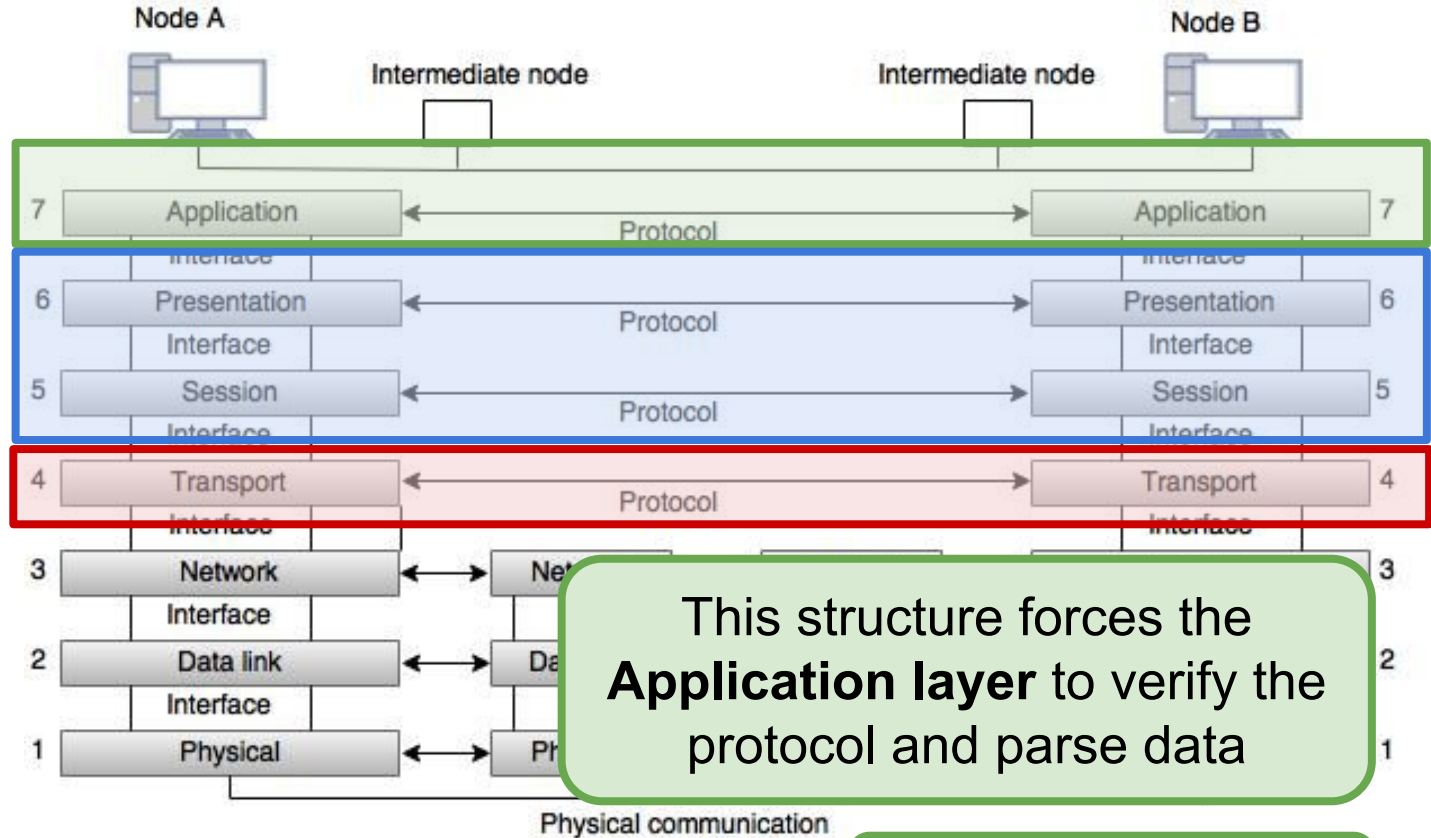 Node A
Node B
Intermediate node
Intermediate node
7 Application Application 7
Protocol
Interface Interface
6 Presentation Presentation 6
Protocol
Interface Interface
5 Session Session 5
Protocol
Interface Interface
4 Transport Transport 4
Protocol
Interface Interface
3 Network Net 3
Interface
2 Data link Da 2
Interface
1 Physical Ph 1
This structure forces the
Application layer to verify the
protocol and parse data
Physical communication